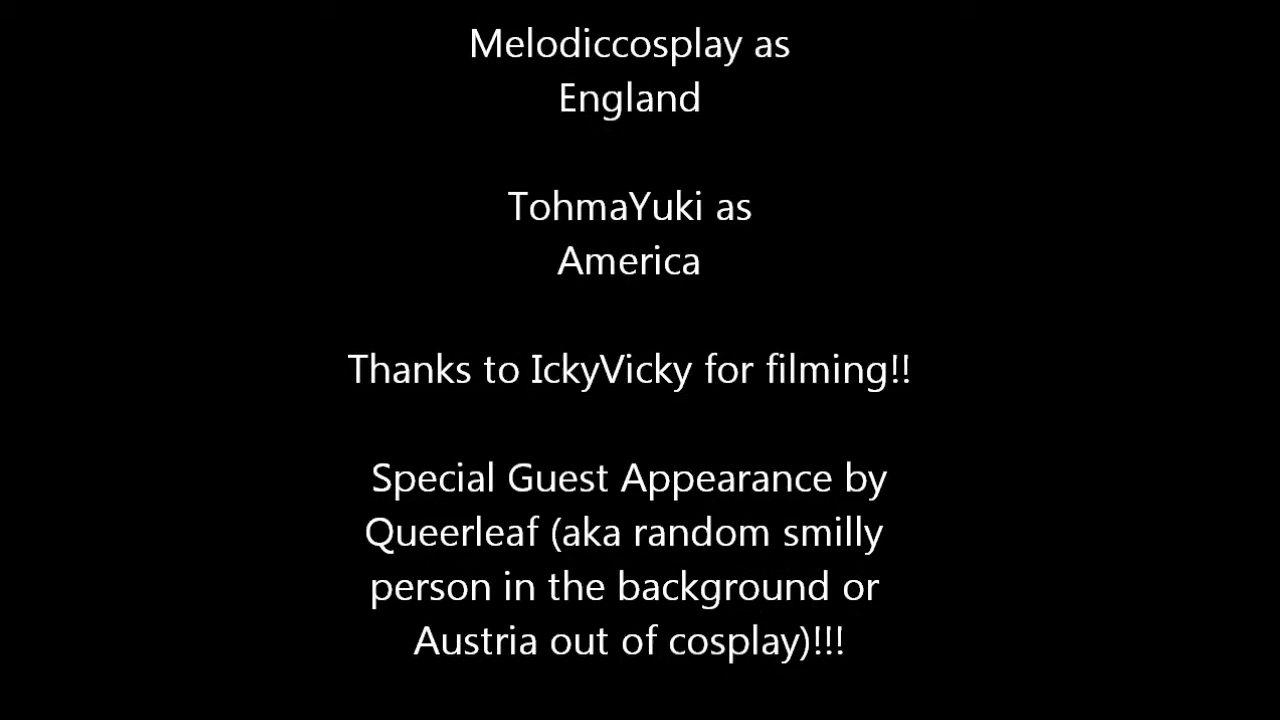 Melodiccosplay as
England
TohmaYuki as
America
Thanks to IckyVicky for filming!!
Special Guest Appearance by
Queerleaf (aka random smilly
person in the background or
Austria out of cosplay)!!!